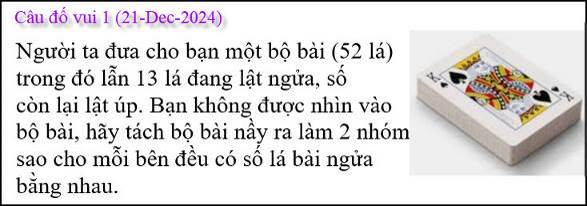 Câu đố vui 1 (21-Dec-2024)
Người ta đưa cho bạn một bộ bài (52 lá)
trong đó lẫn 13 lá đang lật ngửa, số
còn lại lật úp. Bạn không được nhìn vào
bộ bài, hãy tách bộ bài nầy ra làm 2 nhóm
sao cho mỗi bên đều có số lá bài ngửa
bằng nhau.
K